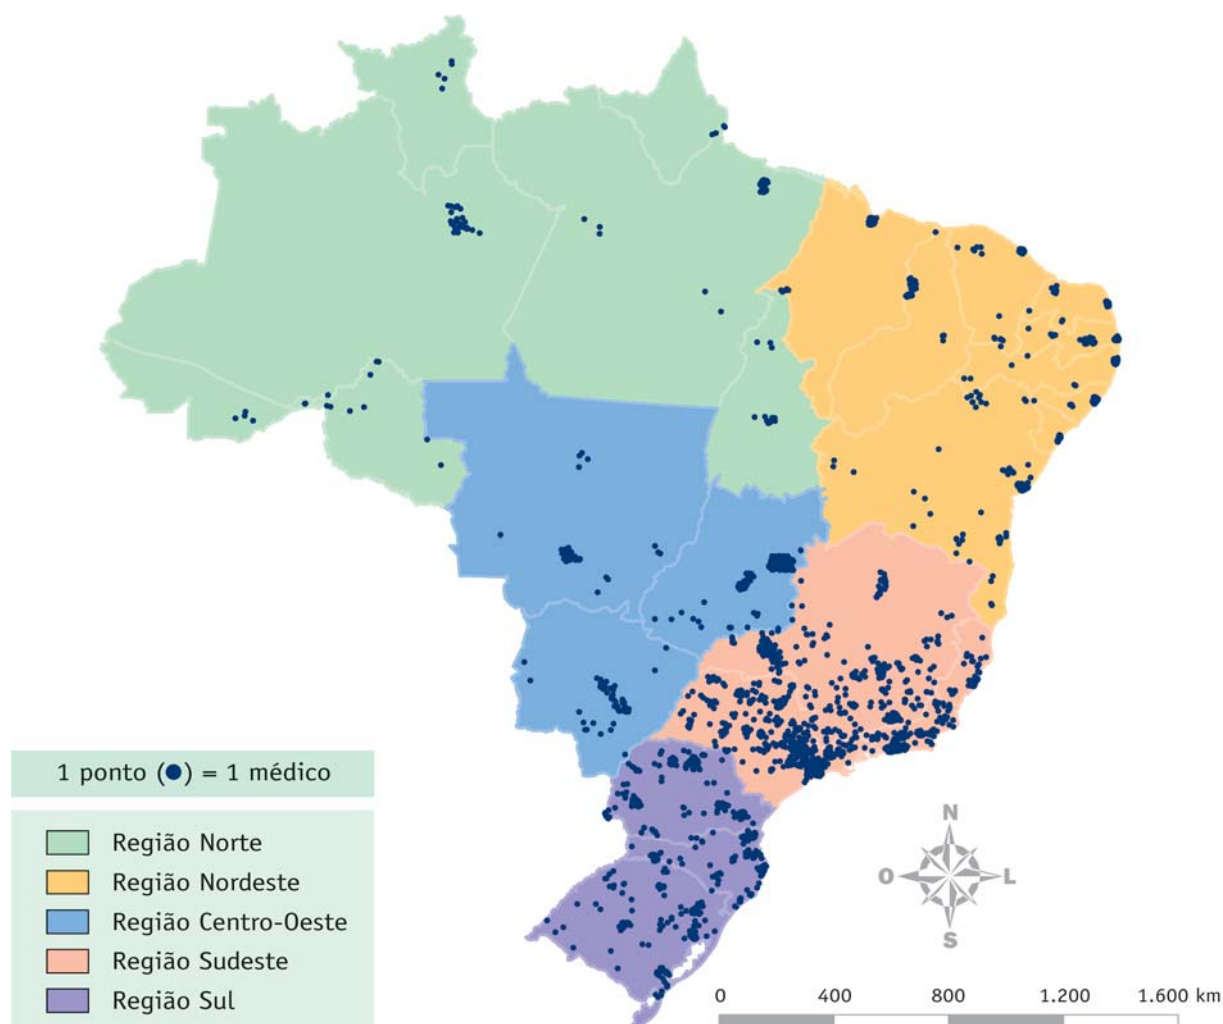 1 ponto (●) = 1 médico
Região Norte
Região Nordeste
Região Centro-Oeste
Região Sudeste
Região Sul
N
O L
S
0 400 800 1.200 1.600 km